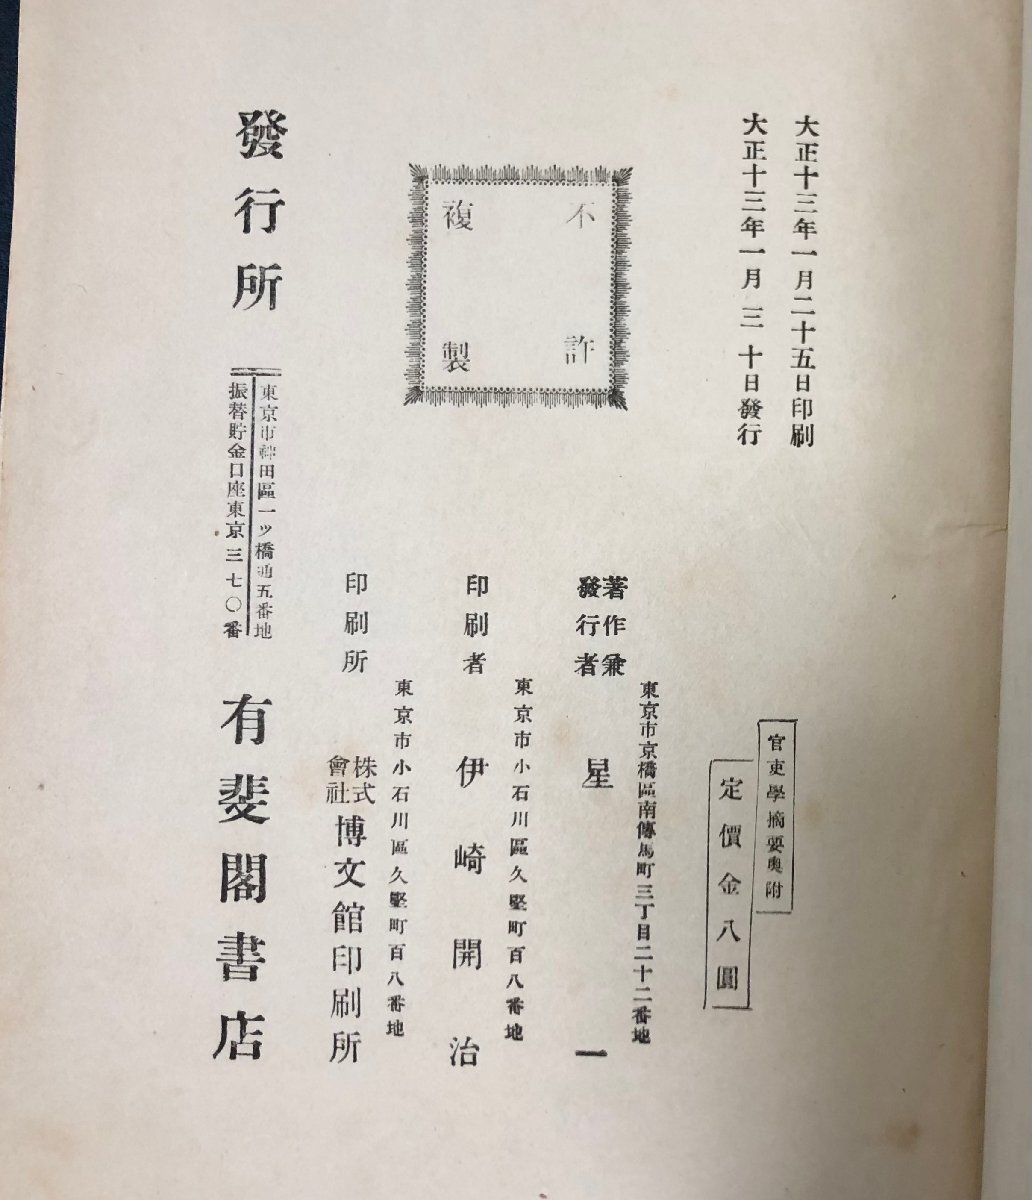 大正十三年一月二十五日印刷
大正十三年一月三十日發行
不許
複製
官吏學摘要奧附
定價金八圓
東京市京橋區南傳馬町三丁目二十二番地
著作兼
發行者
星一
東京市小石川區久堅町百八番地
印刷者
伊崎開治
東京市小石川區久堅町百八番地
印刷所
株式
會社
博文館印刷所
發行所
東京市神田區一ツ橋通五番地
振替貯金口座東京三七〇番
有斐閣書店